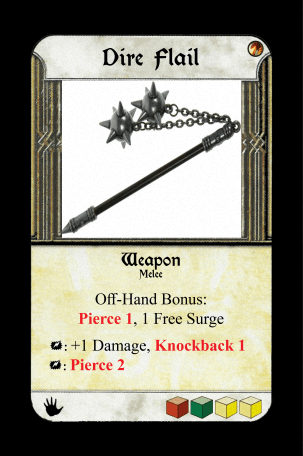 Dire Flail
Weapon
Melee
Off-Hand Bonus:
Pierce 1, 1 Free Surge
: +1 Damage, Knockback 1
: Pierce 2